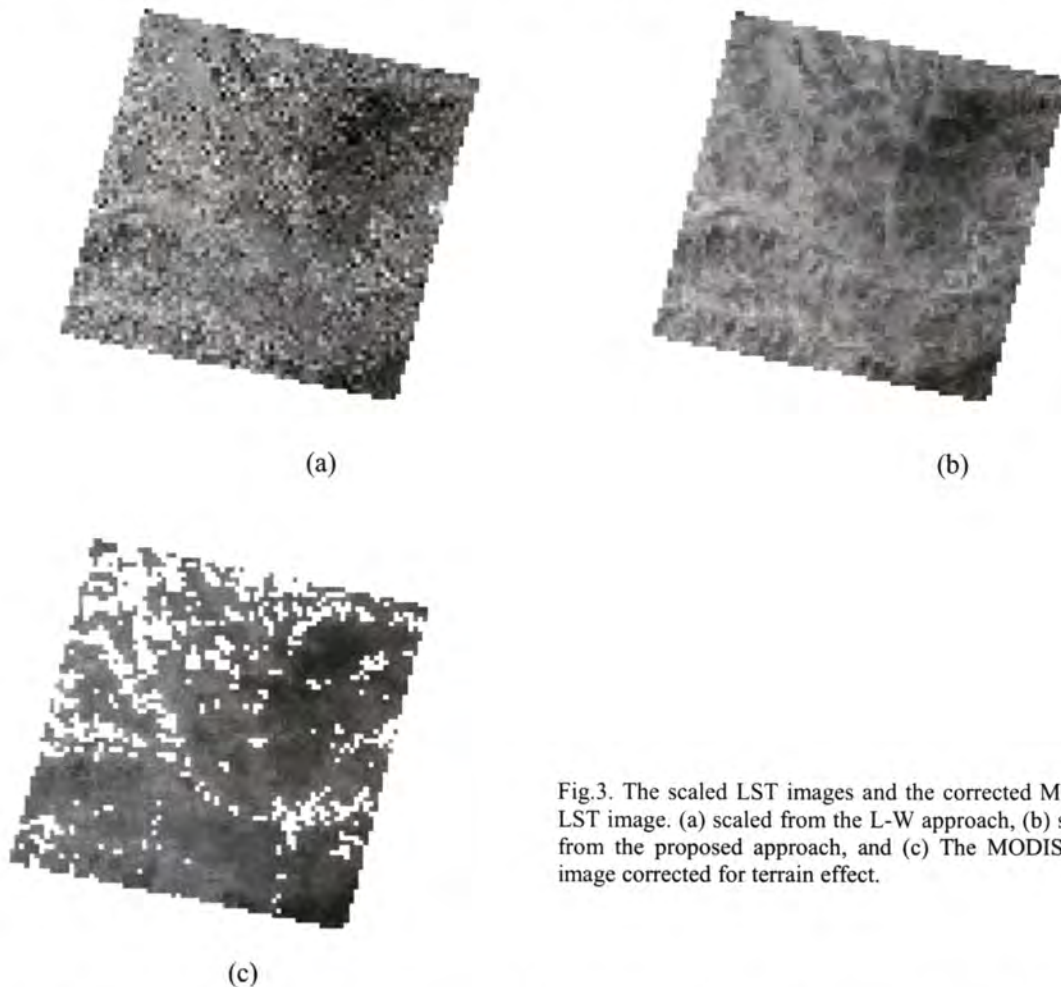 (a)
(b)
(c)
Fig.3. The scaled LST images and the corrected M
LST image. (a) scaled from the L-W approach, (b) s
from the proposed approach, and (c) The MODIS
image corrected for terrain effect.